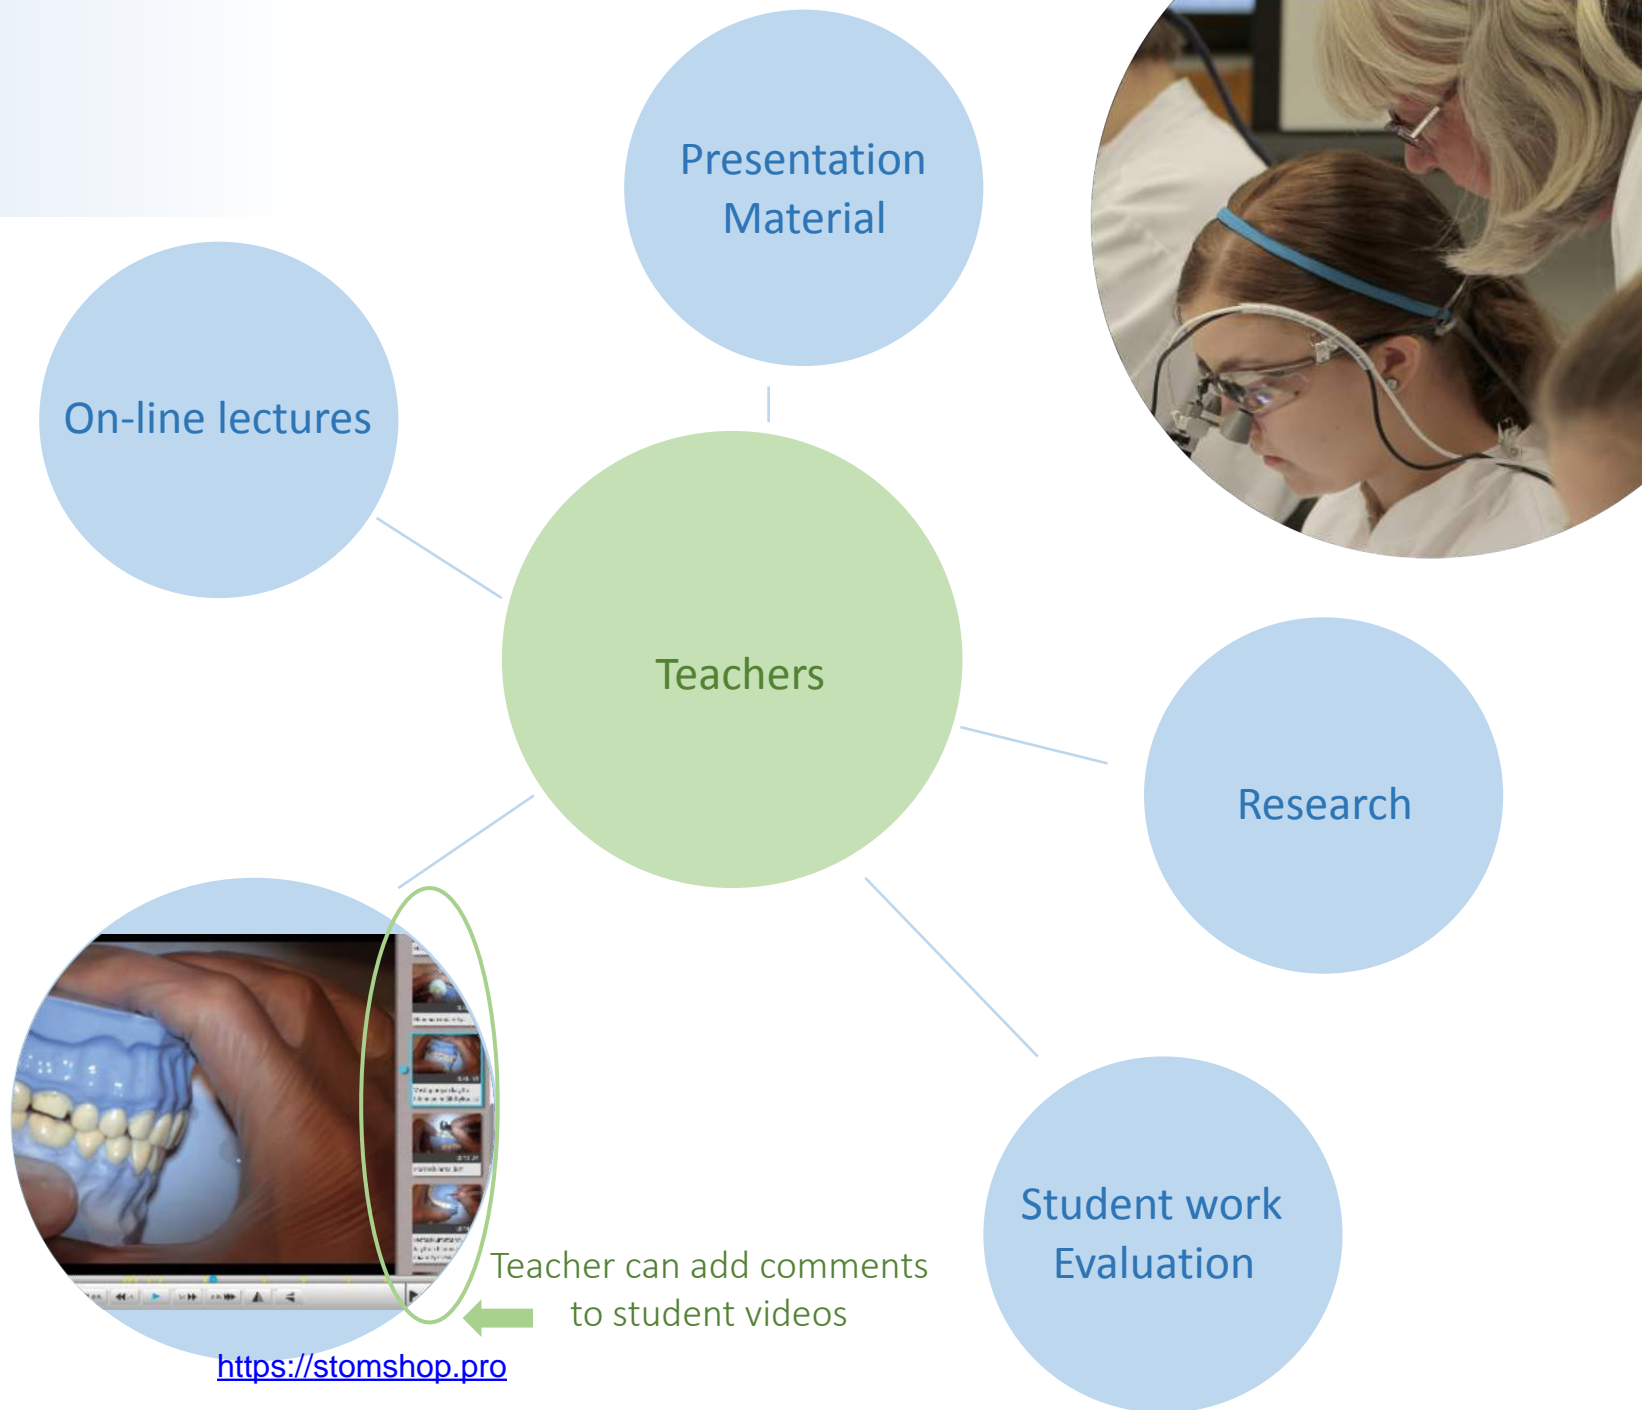 Presentation
Material
On-line lectures
Teachers
Research
Student work
Evaluation
Teacher can add comments
to student videos
https://stomshop.pro